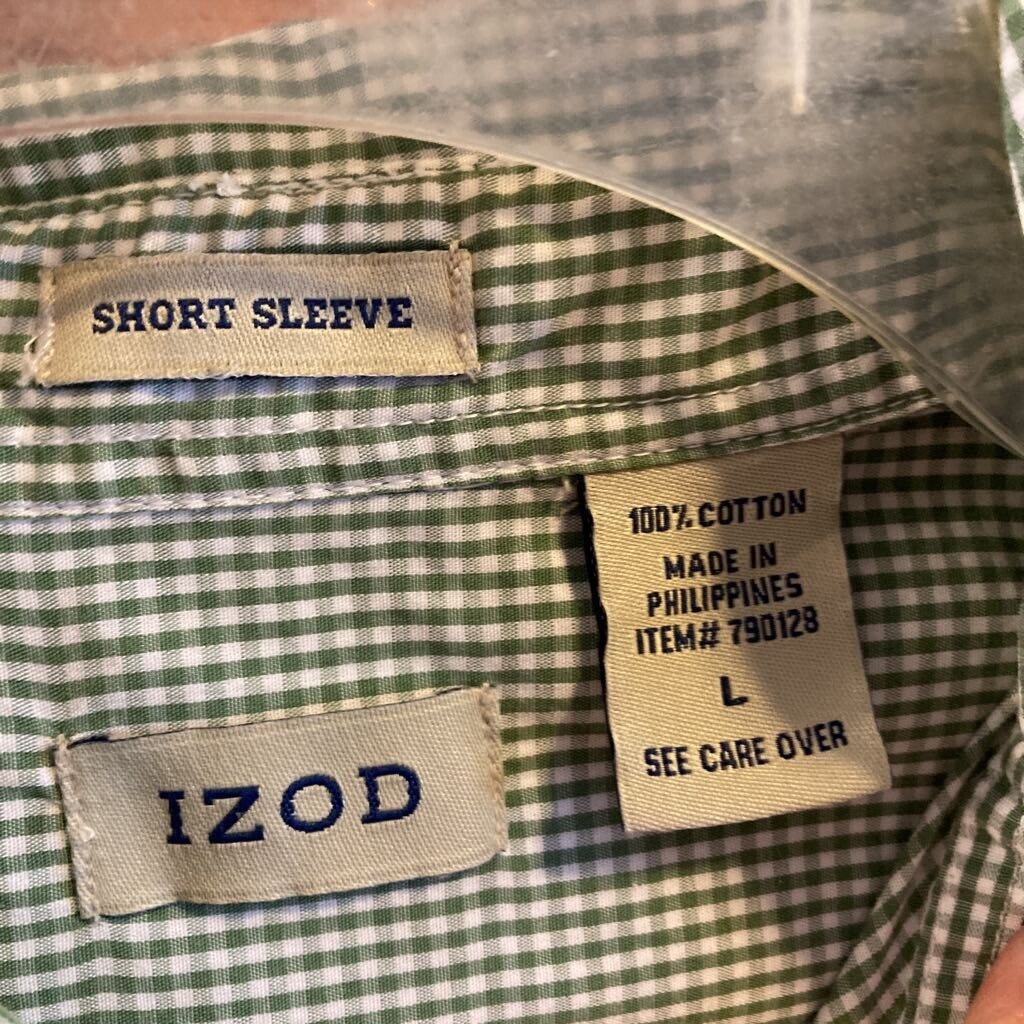 SHORT SLEEVE
100% COTTON
MADE IN
PHILIPPINES
ITEM# 790128
L
SEE CARE OVER
IZOD